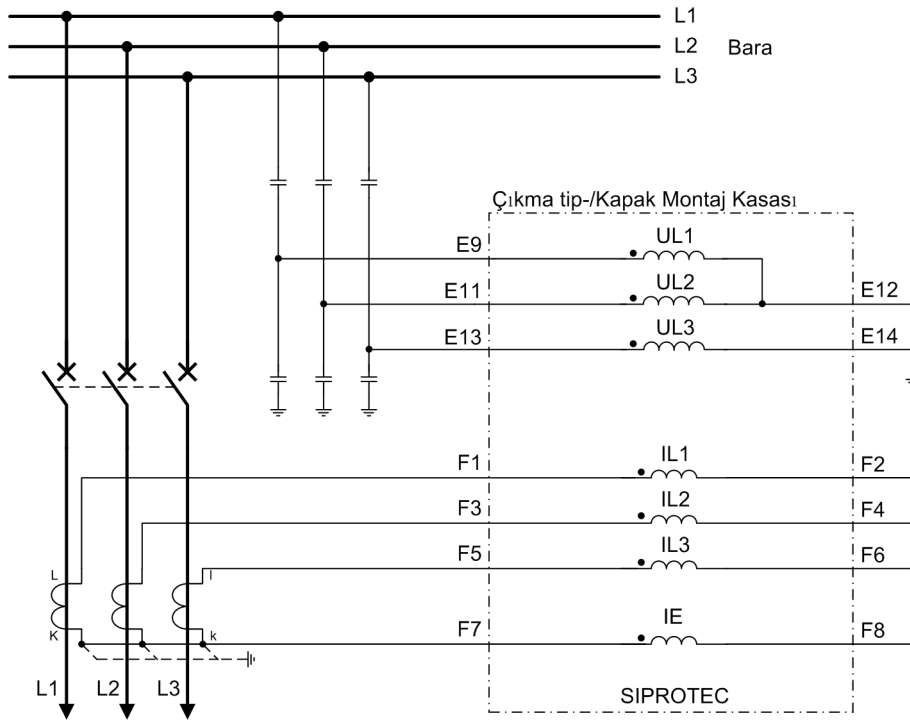 L1
L2 Bara
L3
Çıkma tip-/Kapak Montaj Kasası
E9 UL1
E11 UL2 E12
E13 UL3 E14
F1 IL1 F2
F3 IL2 F4
F5 IL3 F6
L l
K k
F7 IE F8
L1 L2 L3
SIPROTEC